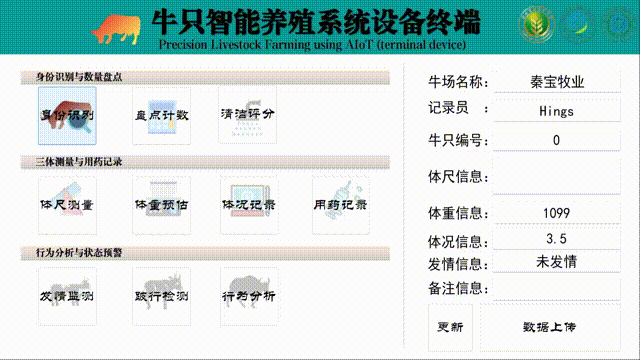 牛只智能养殖系统设备终端
Precision Livestock Farming using AIoT (terminal device)
身份识别与数量盘点
身份识别 盘点计数 清洁评分
三体测量与用药记录
体尺测量 体重预估 体况记录 用药记录
行为分析与状态预警
发情监测 跛行检测 行为分析
牛场名称: 秦宝牧业
记录员 : Hings
牛只编号: 0
体尺信息:
体重信息: 1099
体况信息: 3.5
发情信息: 未发情
备注信息:
更新 数据上传